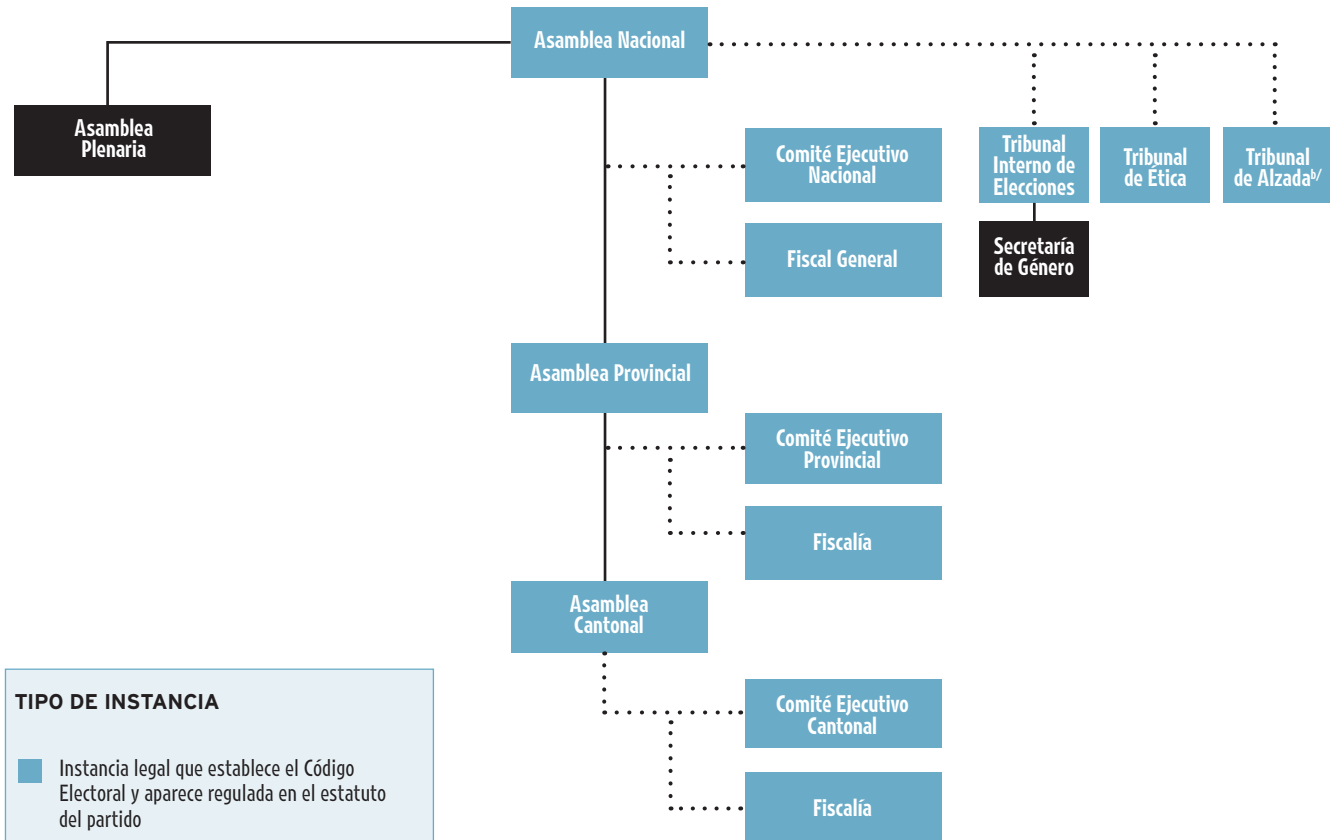 Asamblea Nacional
Asamblea
Plenaria
Comité Ejecutivo
Nacional
Tribunal
Interno de
Elecciones
Tribunal
de Ética
Tribunal
de Alzadaᵇ/
Fiscal General
Secretaría
de Género
Asamblea Provincial
Comité Ejecutivo
Provincial
Fiscalía
Asamblea
Cantonal
Comité Ejecutivo
Cantonal
Fiscalía
TIPO DE INSTANCIA
Instancia legal que establece el Código
Electoral y aparece regulada en el estatuto
del partido